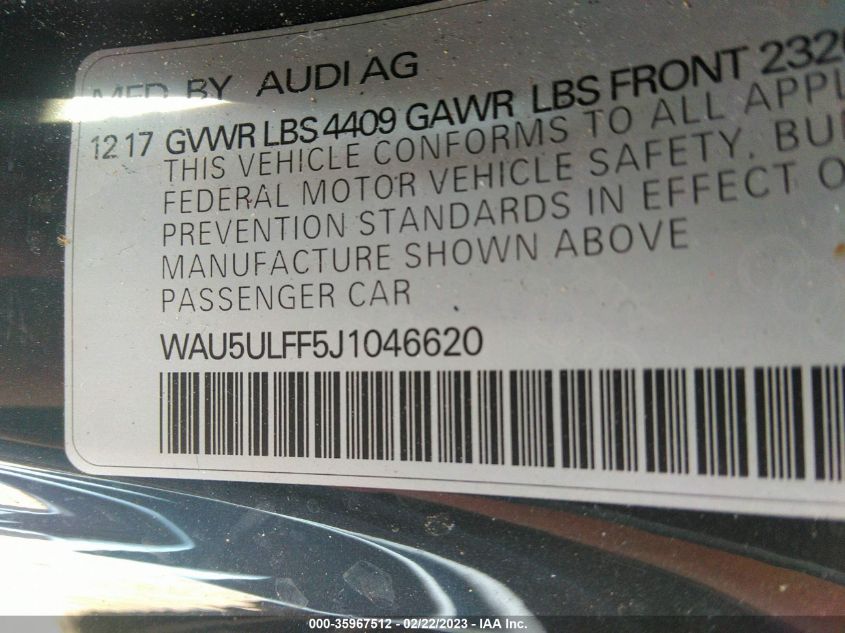 MFD BY AUDI AG
12 17 GVWR LBS 4409 GAWR LBS FRONT
THIS VEHICLE CONFORMS TO ALL
FEDERAL MOTOR VEHICLE SAFETY,
PREVENTION STANDARDS IN EFFECT
MANUFACTURE SHOWN ABOVE
PASSENGER CAR
WAU5ULFF5J1046620
000-35967512 - 02/22/2023 - IAA Inc.